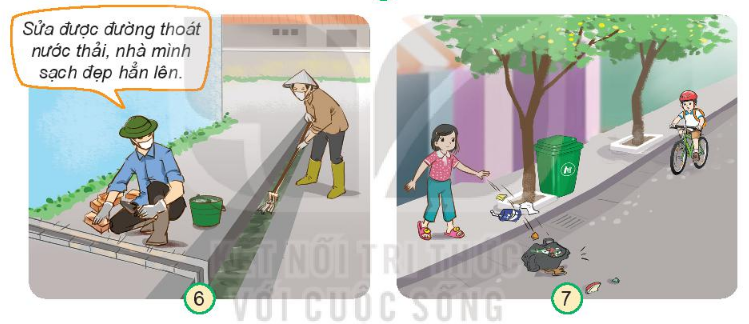 Sửa được đường thoát
nước thải, nhà mình
sạch đẹp hẳn lên.
KẾT NỐI TRI THỨC
VỚI CUỘC SỐNG
6
7